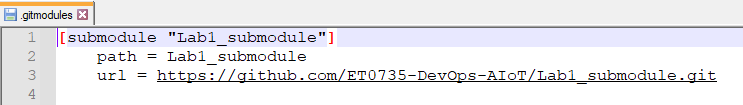 .gitmodules
1 [submodule "Lab1_submodule"]
2 path = Lab1_submodule
3 url = https://github.com/ET0735-DevOps-AIoT/Lab1_submodule.git
4